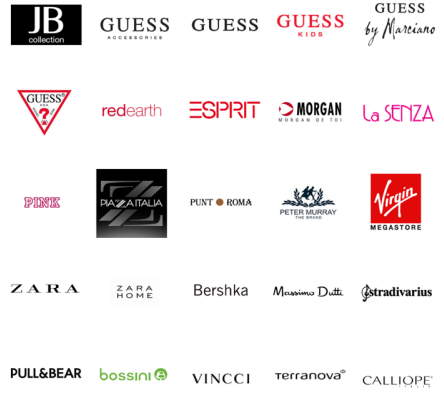 JB
collection
GUESS
ACCESSORIES
GUESS
GUESS
KIDS
GUESS
by Marciano
GUESS
?
redearth
ESPRIT
MORGAN
MORGAN DE TOI
La SENZA
PINK
PIAZZA ITALIA
PUNT ROMA
PETER MURRAY
THE BRAND
Virgin
MEGASTORE
ZARA
ZARA
HOME
Bershka
Massimo Dutti
stradivarius
PULL&BEAR
bossini
VINCCI
Terranova
CALLIOPE